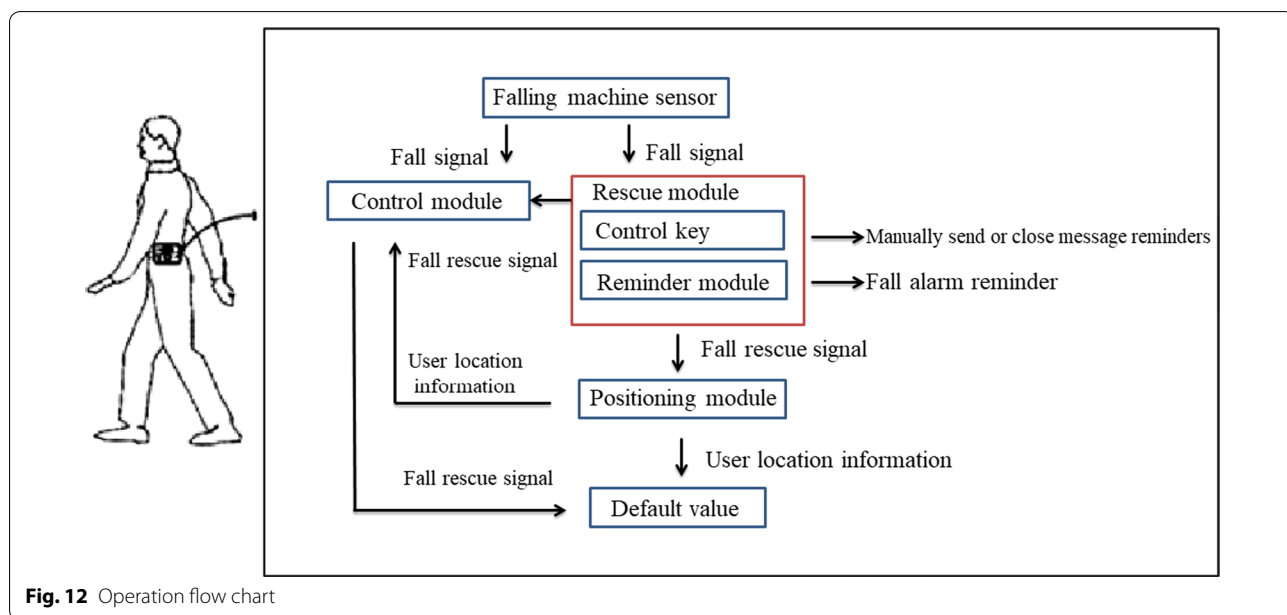 Falling machine sensor
Fall signal
Fall signal
Control module
Rescue module
Control key
Reminder module
Manually send or close message reminders
Fall alarm reminder
Fall rescue signal
Fall rescue signal
User location
information
Positioning module
User location information
Fall rescue signal
Default value
Fig. 12 Operation flow chart